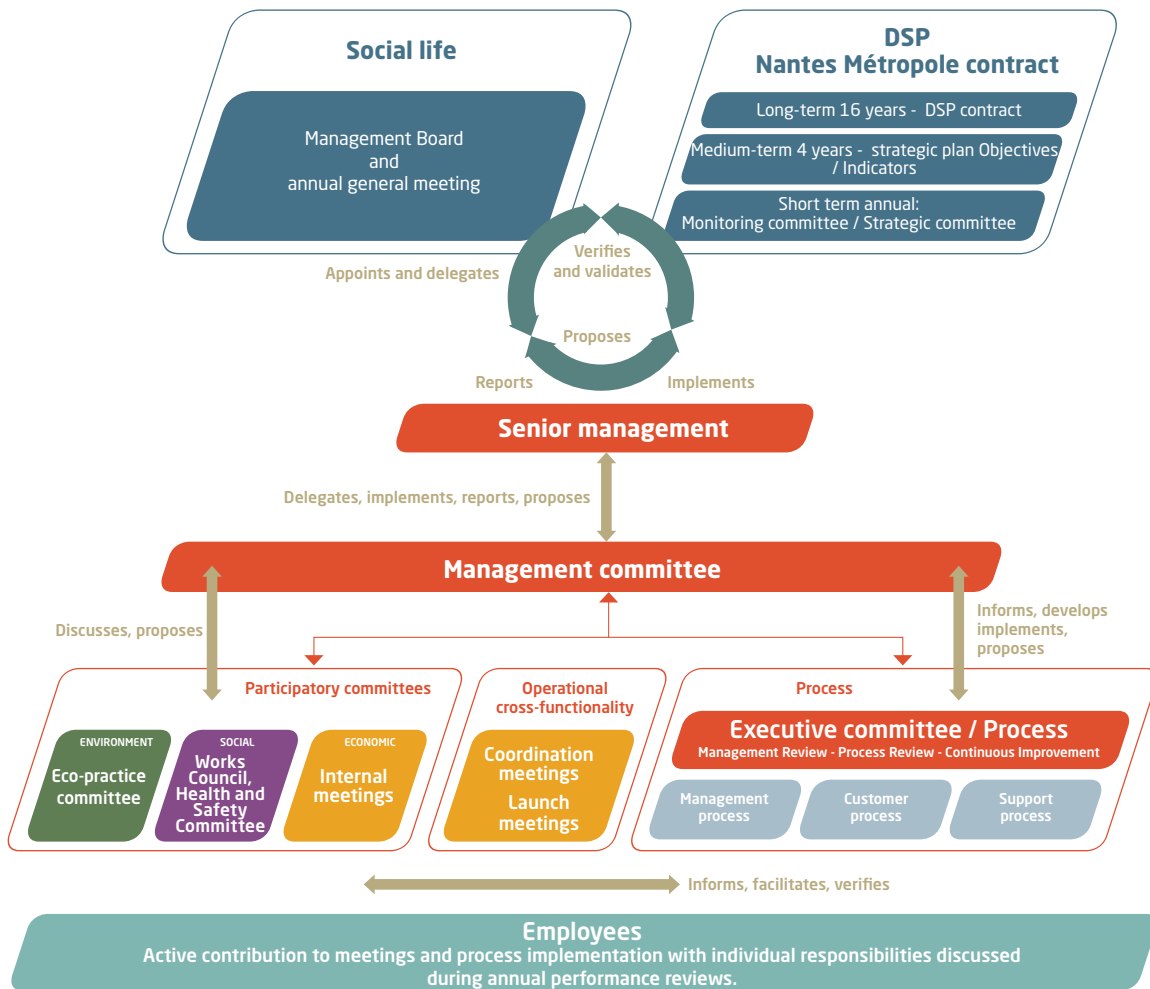 Social life
Management Board
and
annual general meeting
DSP
Nantes Métropole contract
Long-term 16 years - DSP contract
Medium-term 4 years - strategic plan Objectives
/ Indicators
Short term annual:
Monitoring committee / Strategic committee
Appoints and delegates
Verifies
and validates
Proposes
Reports
Implements
Senior management
Delegates, implements, reports, proposes
Management committee
Discusses, proposes
Informs, develops
implements,
proposes
Participatory committees
ENVIRONMENT
Eco-practice
committee
SOCIAL
Works
Council,
Health and
Safety
Committee
ECONOMIC
Internal
meetings
Operational
cross-functionality
Coordination
meetings
Launch
meetings
Process
Executive committee / Process
Management Review - Process Review - Continuous Improvement
Management
process
Customer
process
Support
process
Informs, facilitates, verifies
Employees
Active contribution to meetings and process implementation with individual responsibilities discussed
during annual performance reviews.